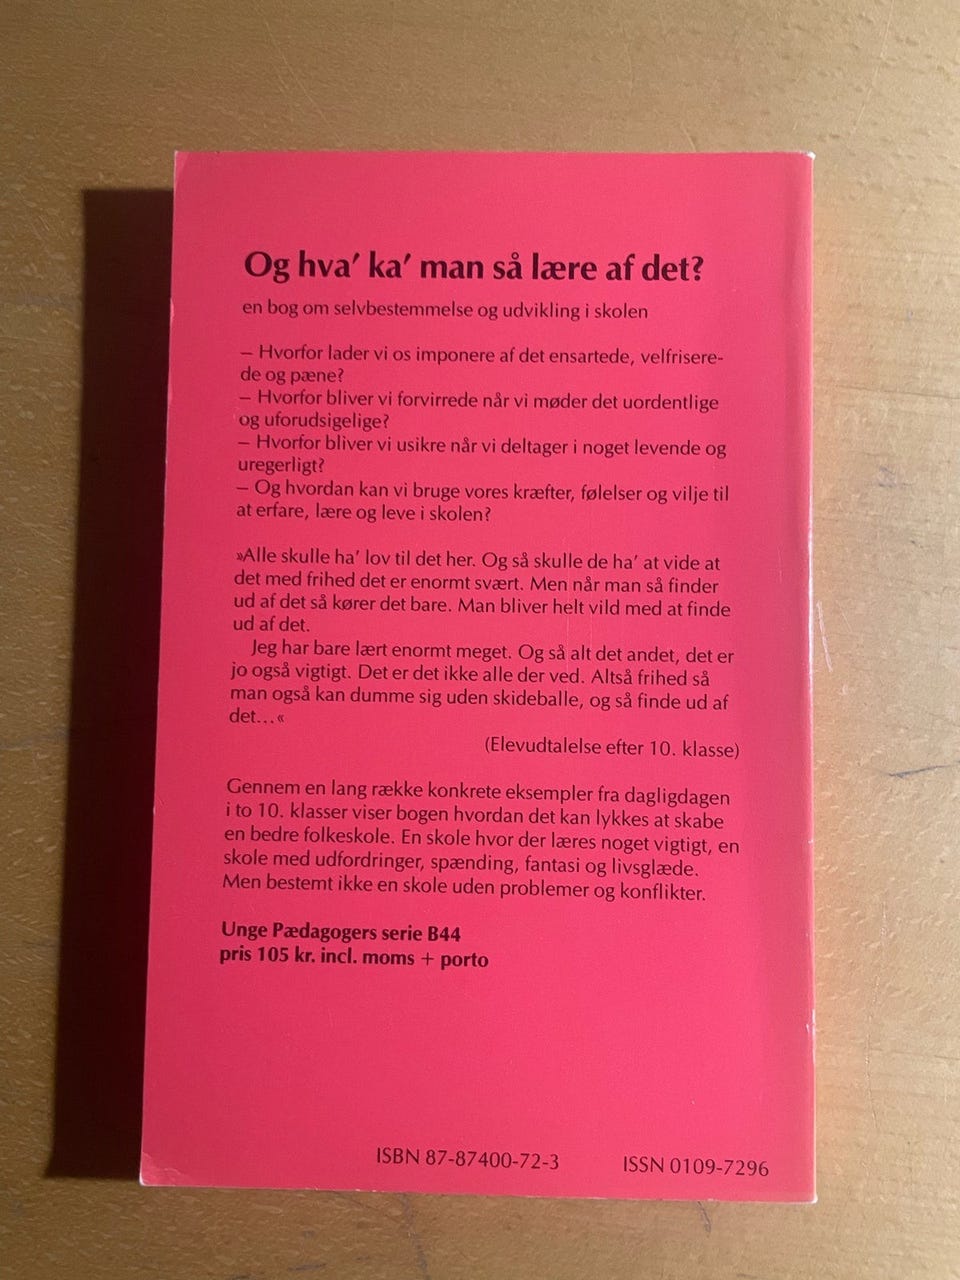 Og hva' ka' man så lære af det?
en bog om selvbestemmelse og udvikling i skolen
– Hvorfor lader vi os imponere af det ensartede, velfrisere-
de og pæne?
– Hvorfor bliver vi forvirrede når vi møder det uordentlige
og uforudsigelige?
– Hvorfor bliver vi usikre når vi deltager i noget levende og
uregerligt?
– Og hvordan kan vi bruge vores kræfter, følelser og vilje til
at erfare, lære og leve i skolen?
»Alle skulle ha' lov til det her. Og så skulle de ha' at vide at
det med frihed det er enormt svært. Men når man så finder
ud af det så kører det bare. Man bliver helt vild med at finde
ud af det.
Jeg har bare lært enormt meget. Og så alt det andet, det er
jo også vigtigt. Det er det ikke alle der ved. Altså frihed så
man også kan dumme sig uden skideballe, og så finde ud af
det...«
(Elevudtalelse efter 10. klasse)
Gennem en lang række konkrete eksempler fra dagligdagen
i to 10. klasser viser bogen hvordan det kan lykkes at skabe
en bedre folkeskole. En skole hvor der læres noget vigtigt, en
skole med udfordringer, spænding, fantasi og livsglæde.
Men bestemt ikke en skole uden problemer og konflikter.
Unge Pædagogers serie B44
pris 105 kr. incl. moms + porto
ISBN 87-87400-72-3 ISSN 0109-7296